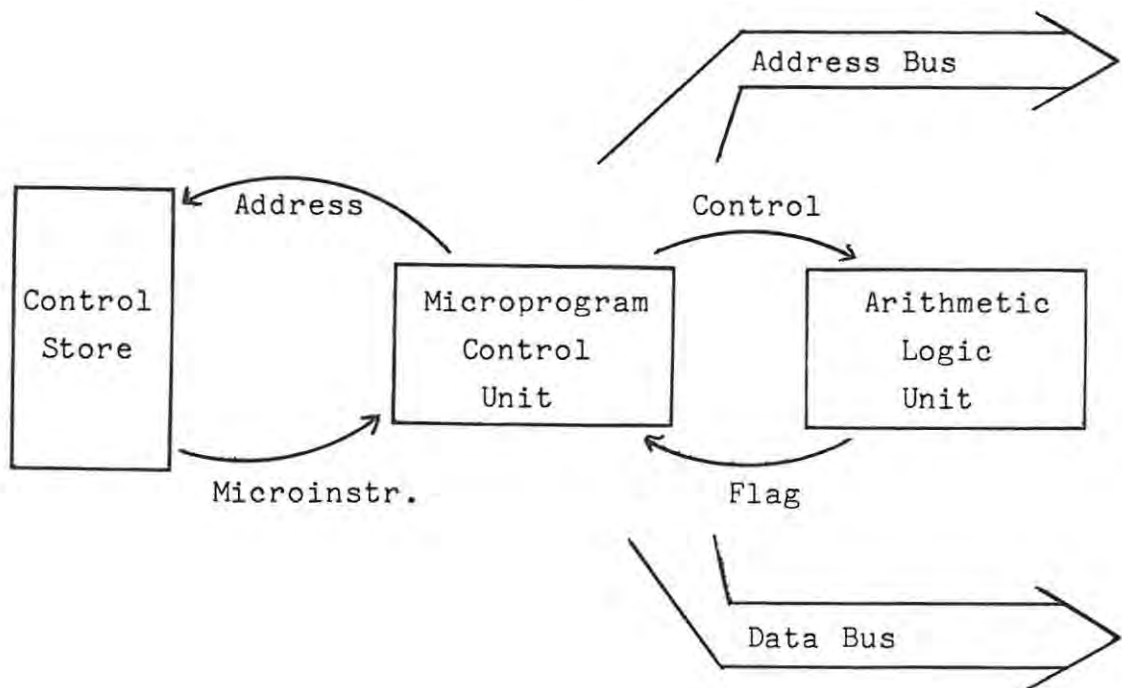 Address Bus
Address
Control
Control
Store
Microprogram
Control
Unit
Arithmetic
Logic
Unit
Microinstr.
Flag
Data Bus